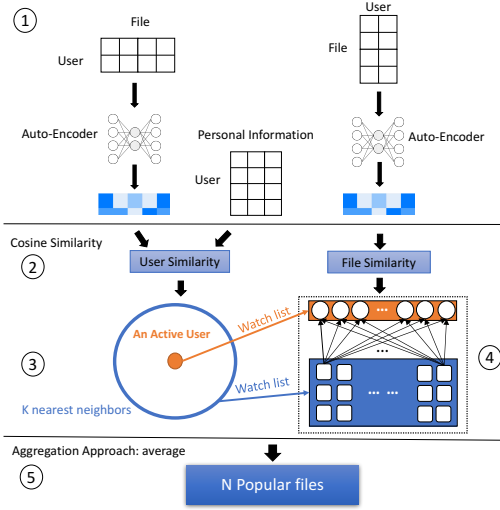 1
File
User
Auto-Encoder
Personal Information
User
User
File
Auto-Encoder
Cosine Similarity
2
User Similarity
File Similarity
3
An Active User
Watch list
K nearest neighbors
Watch list
...
...
... ...
4
Aggregation Approach: average
5
N Popular files